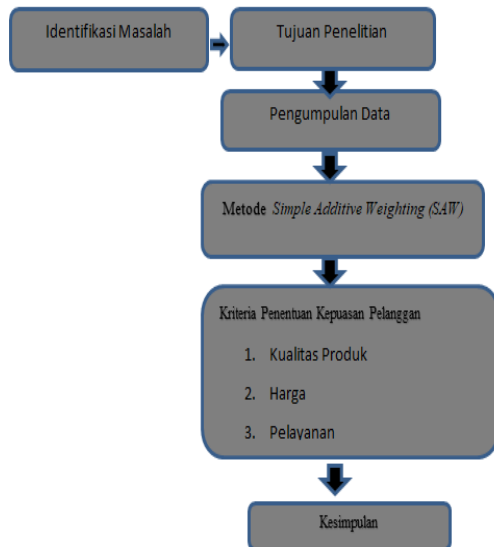 Identifikasi Masalah
Tujuan Penelitian
Pengumpulan Data
Metode Simple Additive Weighting (SAW)
Kriteria Penentuan Kepuasan Pelanggan
1. Kualitas Produk
2. Harga
3. Pelayanan
Kesimpulan